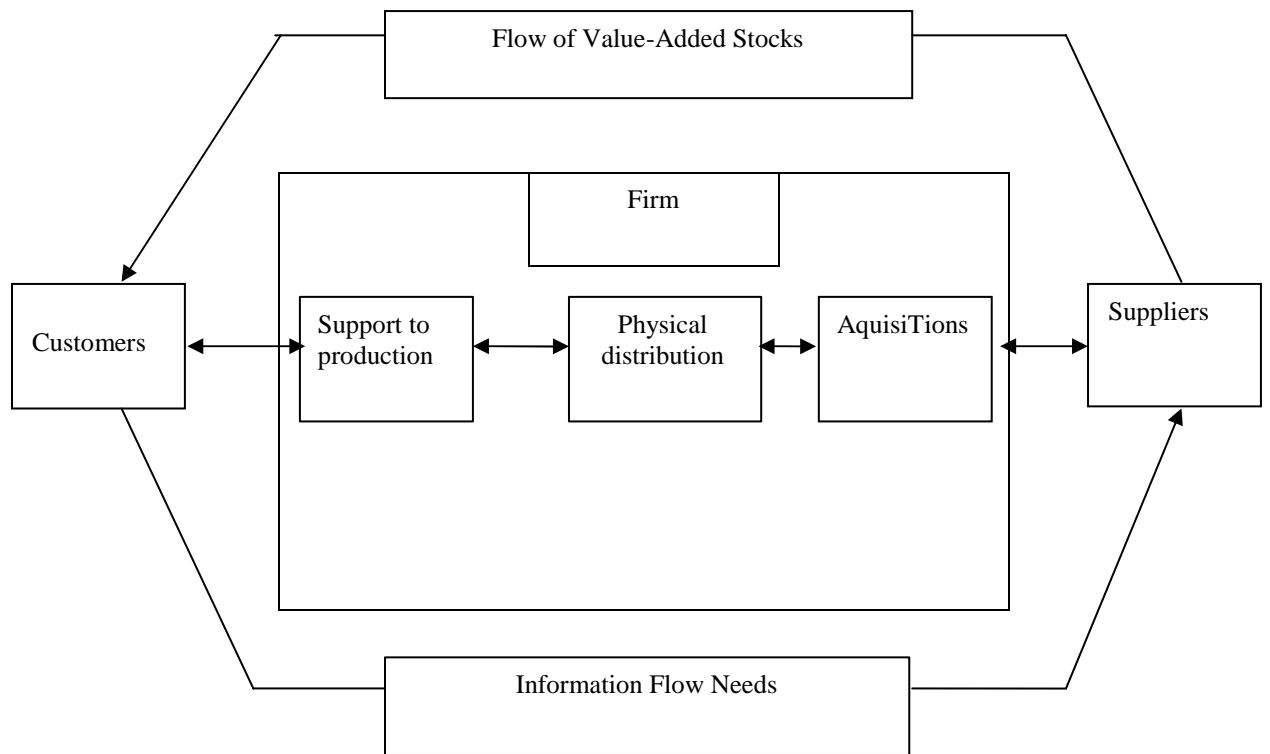 Flow of Value-Added Stocks
Firm
Customers
Support to
production
Physical
distribution
AquisiTions
Suppliers
Information Flow Needs